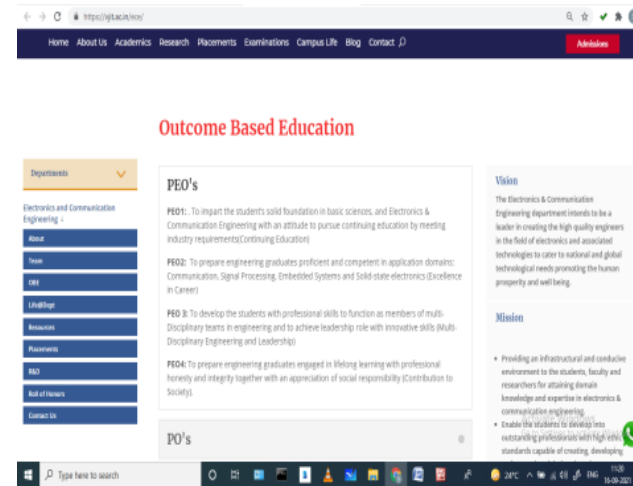 https://vjit.ac.in/ece/
Home About Us Academics Research Placements Examinations Campus Life Blog Contact
Admissions
Outcome Based Education
Departments
Electronics and Communication
Engineering ↓
About
Team
OBE
Life@Dept
Resources
Placements
R&D
Roll of Honors
Contact Us
PEO's
PEO1: . To impart the student's solid foundation in basic sciences, and Electronics &
Communication Engineering with an attitude to pursue continuing education by meeting
industry requirements(Continuing Education)
PEO2: To prepare engineering graduates proficient and competent in application domains:
Communication, Signal Processing, Embedded Systems and Solid-state electronics (Excellence
in Career)
PEO 3: To develop the students with professional skills to function as members of multi-
Disciplinary teams in engineering and to achieve leadership role with innovative skills (Multi-
Disciplinary Engineering and Leadership)
PEO4: To prepare engineering graduates engaged in lifelong learning with professional
honesty and integrity together with an appreciation of social responsibility (Contribution to
Society).
PO's
Vision
The Electronics & Communication
Engineering department intends to be a
leader in creating the high quality engineers
in the field of electronics and associated
technologies to cater to national and global
technological needs promoting the human
prosperity and well being.
Mission
• Providing an infrastructural and conducive
environment to the students, faculty and
researchers for attaining domain
knowledge and expertise in electronics &
communication engineering.
Activate Windows
• Enable the students to develop into
Go to Settings to activate
outstanding professionals with high ethical
standards capable of creating, developing
Type here to search
24°C
ENG
11:20
16-09-2021